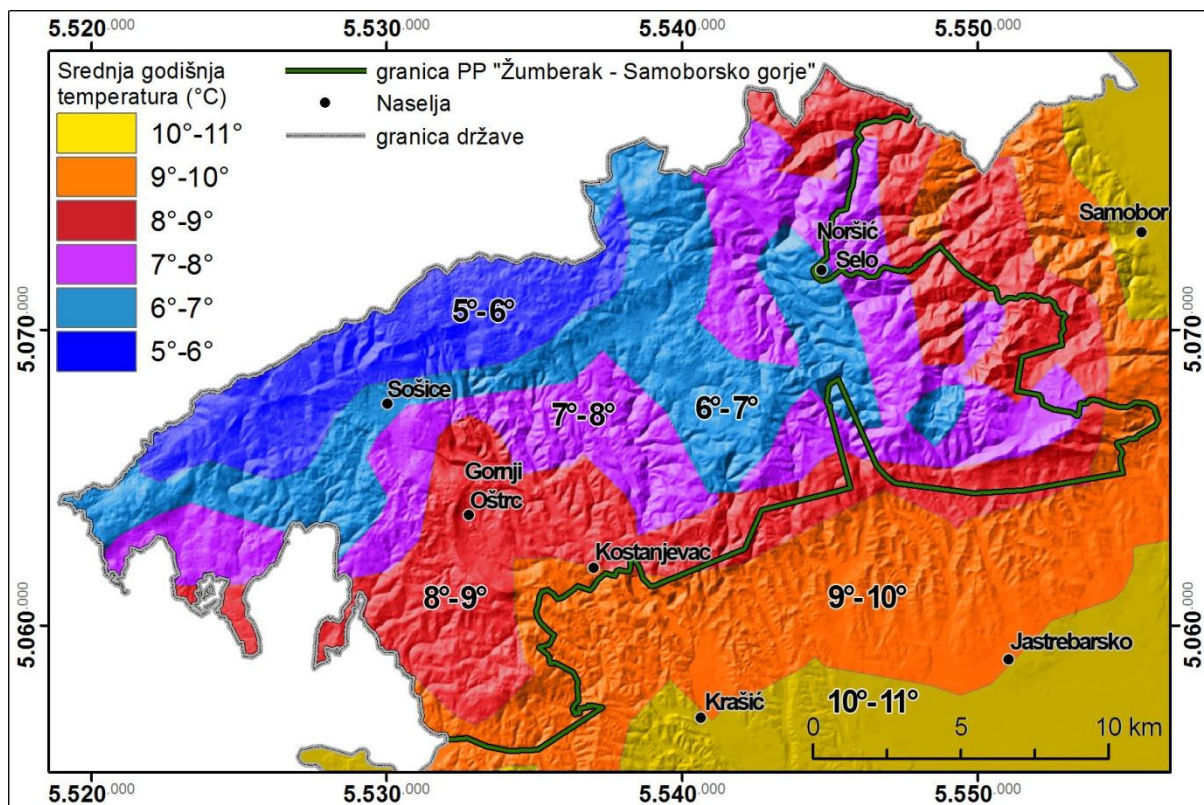 5.520.000 5.530.000 5.540.000 5.550.000
Srednja godišnja
temperatura (°C)
10°-11°
9°-10°
8°-9°
7°-8°
6°-7°
5°-6°
granica PP "Žumberak - Samoborsko gorje"
Naselja
granica države
Samobor
Noršić
Selo
5°-6°
5.070.000
5.070.000
Sošice
7°-8°
6°-7°
Gornji
Oštrc
Kostanjevac
8°-9°
9°-10°
5.060.000
5.060.000
Jastrebarsko
Krašić
10°-11°
0 5 10 km
5.520.000 5.530.000 5.540.000 5.550.000